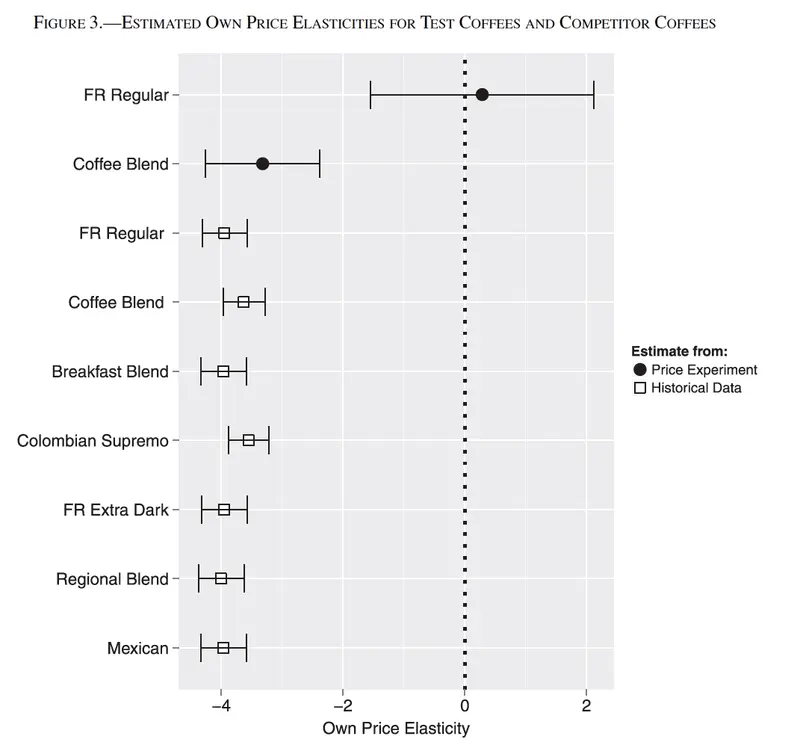 FIGURE 3.—ESTIMATED OWN PRICE ELASTICITIES FOR TEST COFFEES AND COMPETITOR COFFEES
FR Regular
Coffee Blend
FR Regular
Coffee Blend
Breakfast Blend
Colombian Supremo
FR Extra Dark
Regional Blend
Mexican
Estimate from:
Price Experiment
Historical Data
−4 −2 0 2
Own Price Elasticity